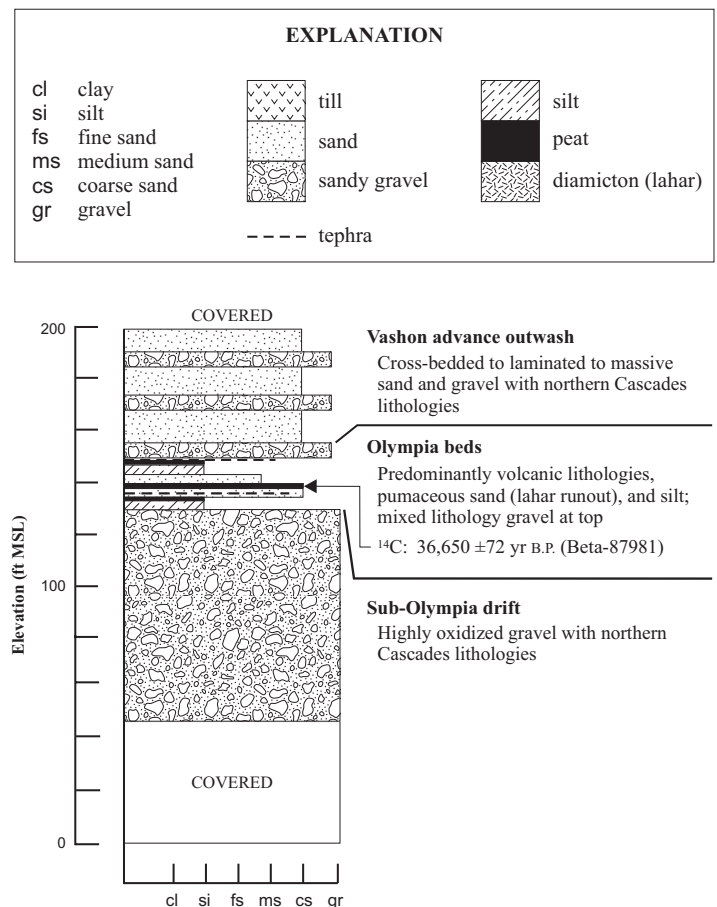 EXPLANATION
cl clay
si silt
fs fine sand
ms medium sand
cs coarse sand
gr gravel
till
sand
sandy gravel
tephra
silt
peat
diamicton (lahar)
COVERED
200
100
0
Elevation (ft MSL)
Vashon advance outwash
Cross-bedded to laminated to massive
sand and gravel with northern Cascades
lithologies
Olympia beds
Predominantly volcanic lithologies,
pumaceous sand (lahar runout), and silt;
mixed lithology gravel at top
¹⁴C: 36,650 ±72 yr B.P. (Beta-87981)
Sub-Olympia drift
Highly oxidized gravel with northern
Cascades lithologies
COVERED
cl si fs ms cs gr